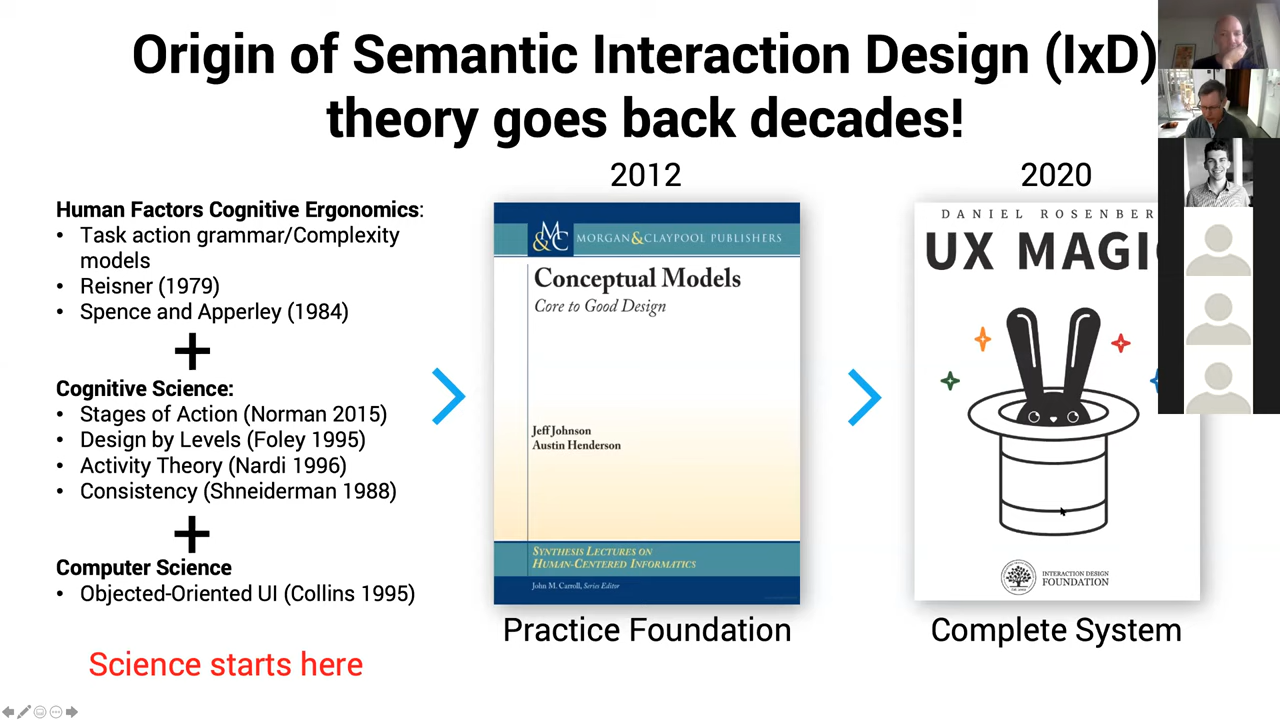 Origin of Semantic Interaction Design (IxD)
theory goes back decades!
Human Factors Cognitive Ergonomics:
• Task action grammar/Complexity
models
• Reisner (1979)
• Spence and Apperley (1984)
+
Cognitive Science:
• Stages of Action (Norman 2015)
• Design by Levels (Foley 1995)
• Activity Theory (Nardi 1996)
• Consistency (Shneiderman 1988)
+
Computer Science
• Objected-Oriented UI (Collins 1995)
Science starts here
2012
M&C MORGAN&CLAYPOOL PUBLISHERS
Conceptual Models
Core to Good Design
Jeff Johnson
Austin Henderson
SYNTHESIS LECTURES ON
HUMAN-CENTERED INFORMATICS
John M. Carroll, Series Editor
Practice Foundation
2020
DANIEL ROSENBER
UX MAGIC
INTERACTION DESIGN
FOUNDATION
Complete System